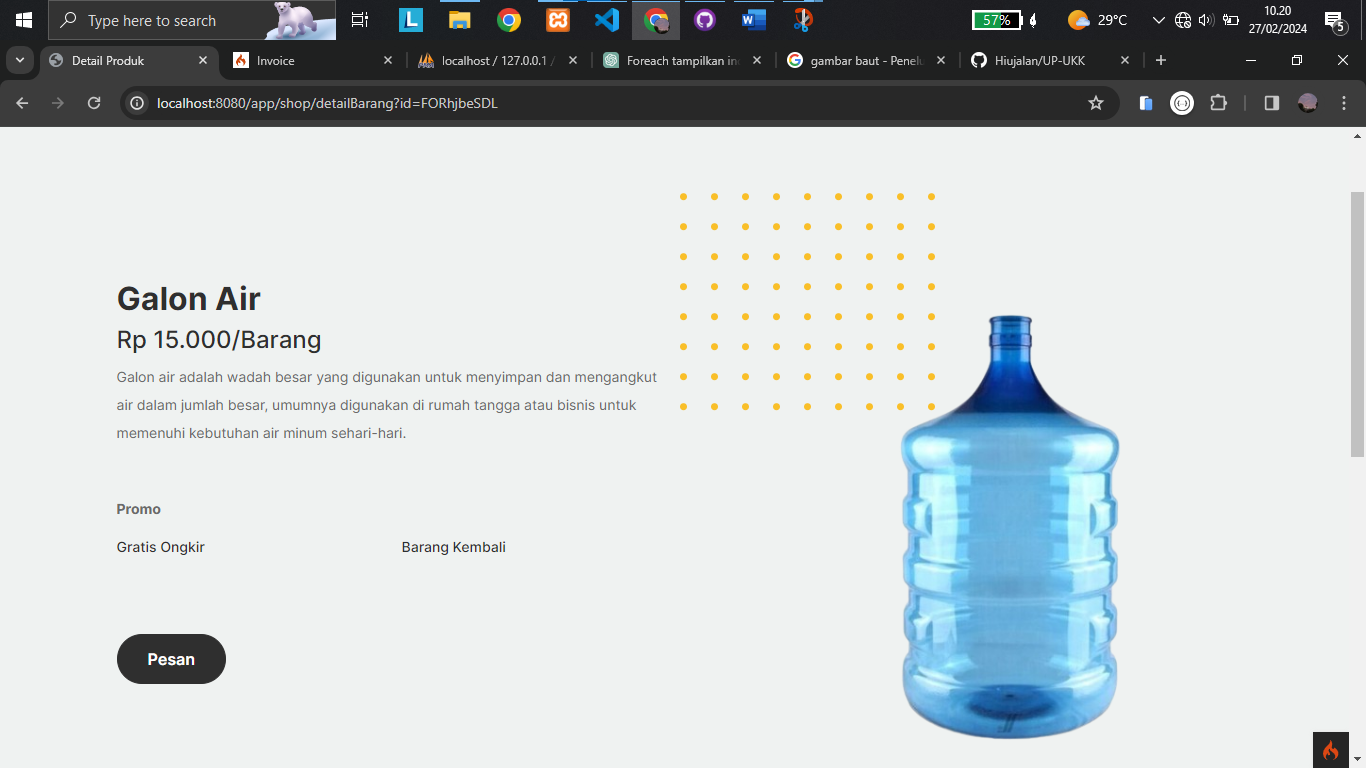 Type here to search
57%
29°C
10.20
27/02/2024
5
Detail Produk
Invoice
localhost / 127.0.0.1 /
Foreach tampilkan in
gambar baut - Penelu
Hiujalan/UP-UKK
localhost:8080/app/shop/detailBarang?id=FORhjbeSDL
Galon Air
Rp 15.000/Barang
Galon air adalah wadah besar yang digunakan untuk menyimpan dan mengangkut
air dalam jumlah besar, umumnya digunakan di rumah tangga atau bisnis untuk
memenuhi kebutuhan air minum sehari-hari.
Promo
Gratis Ongkir
Barang Kembali
Pesan